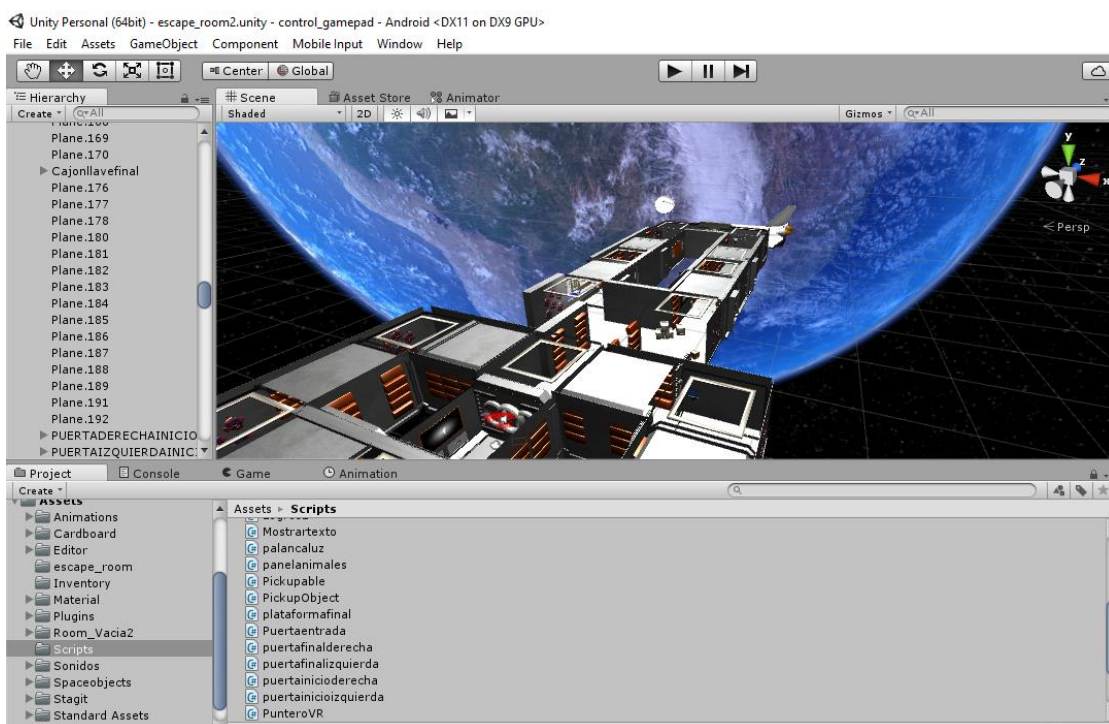 Unity Personal (64bit) - escape_room2.unity - control_gamepad - Android <DX11 on DX9 GPU>
File Edit Assets GameObject Component Mobile Input Window Help
Center Global
Hierarchy
Create All
Plane.169
Plane.170
Cajonllavefinal
Plane.176
Plane.177
Plane.178
Plane.180
Plane.181
Plane.182
Plane.183
Plane.184
Plane.185
Plane.186
Plane.187
Plane.188
Plane.189
Plane.191
Plane.192
PUERTADERECHAINICIO
PUERTAIZQUIERDAINIC
Scene Asset Store Animator
Shaded 2D Gizmos All
y
z
x
Persp
Project Console Game Animation
Create
Assets
Animations
Cardboard
Editor
escape_room
Inventory
Material
Plugins
Room_Vacia2
Scripts
Sonidos
Spaceobjects
Stagit
Standard Assets
Assets Scripts
Mostrartexto
palancaluz
panelanimales
Pickupable
PickupObject
plataformafinal
Puertaentrada
puertafinalderecha
puertafinalizquierda
puertainicioderecha
puertainicioizquierda
PunteroVR